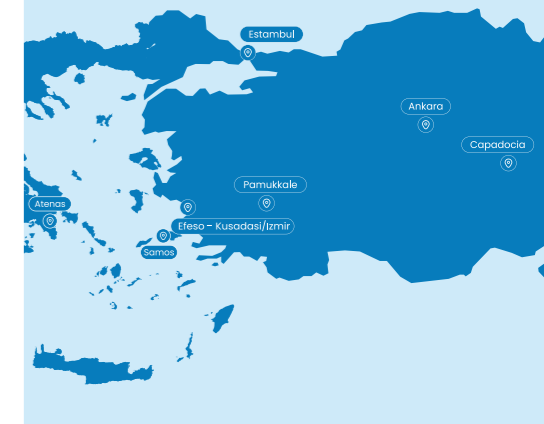 Estambul
Ankara
Capadocia
Pamukkale
Atenas
Efeso – Kusadasi/Izmir
Samos